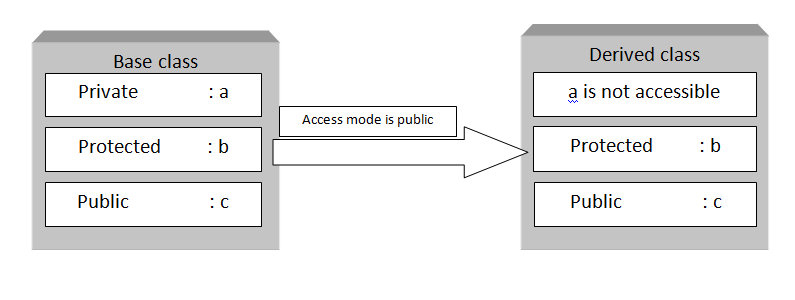 Base class
Private : a
Protected : b
Public : c
Access mode is public
Derived class
a is not accessible
Protected : b
Public : c